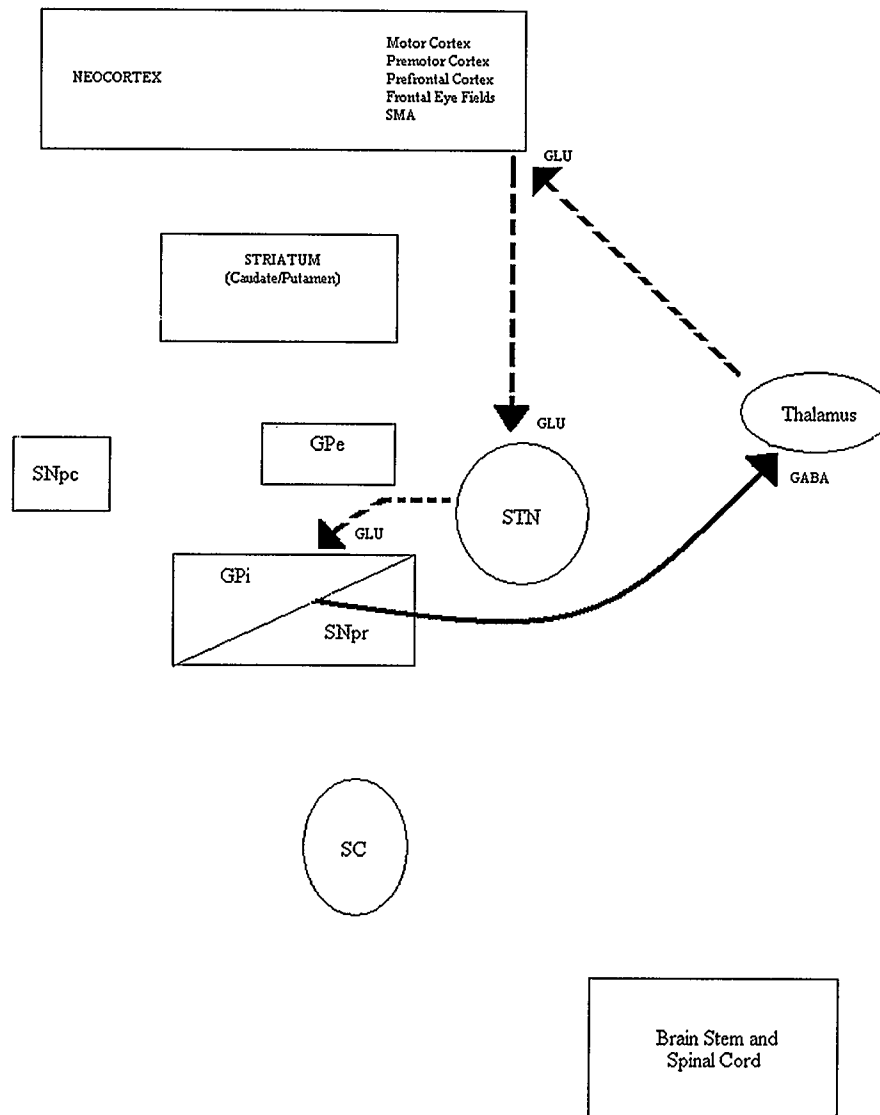 NEOCORTEX
Motor Cortex
Premotor Cortex
Prefrontal Cortex
Frontal Eye Fields
SMA
GLU
STRIATUM
(Caudate/Putamen)
Thalamus
GLU
GPe
SNpc
GABA
STN
GLU
GPi
SNpr
SC
Brain Stem and
Spinal Cord